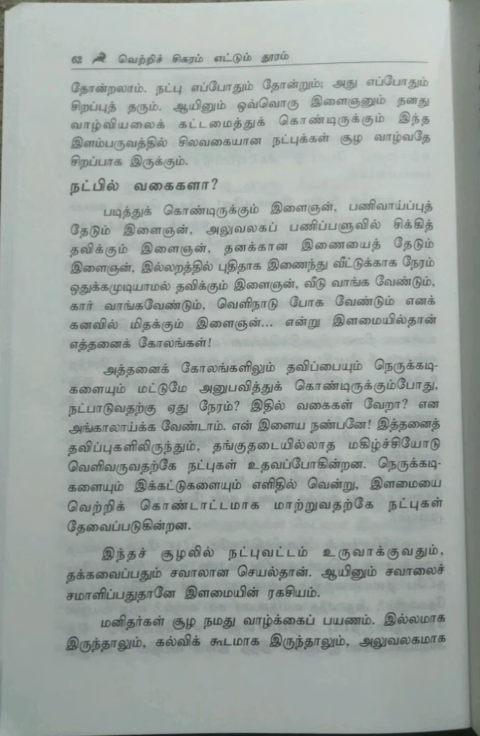 62 வெற்றிச் சிகரம் எட்டும் தூரம்
தோன்றலாம். நட்பு எப்போதும் தோன்றும்; அது எப்போதும்
சிறப்புத் தரும். ஆயினும் ஒவ்வொரு இளைஞனும் தனது
வாழ்வியலைக் கட்டமைத்துக் கொண்டிருக்கும் இந்த
இளம்பருவத்தில் சிலவகையான நட்புக்கள் சூழ வாழ்வதே
சிறப்பாக இருக்கும்.
நட்பில் வகைகளா?
படித்துக் கொண்டிருக்கும் இளைஞன், பணிவாய்ப்புத்
தேடும் இளைஞன், அலுவலகப் பணிப்பளுவில் சிக்கித்
தவிக்கும் இளைஞன், தனக்கான இணையைத் தேடும்
இளைஞன், இல்லறத்தில் புதிதாக இணைந்து வீட்டுக்காக நேரம்
ஒதுக்கமுடியாமல் தவிக்கும் இளைஞன், வீடு வாங்க வேண்டும்,
கார் வாங்கவேண்டும், வெளிநாடு போக வேண்டும் எனக்
கனவில் மிதக்கும் இளைஞன்... என்று இளமையில்தான்
எத்தனைக் கோலங்கள்!
அத்தனைக் கோலங்களிலும் தவிப்பையும் நெருக்கடி-
களையும் மட்டுமே அனுபவித்துக் கொண்டிருக்கும்போது,
நட்பாடுவதற்கு ஏது நேரம்? இதில் வகைகள் வேறா? என
அங்கலாய்க்க வேண்டாம். என் இளைய நண்பனே! இத்தனைத்
தவிப்புகளிலிருந்தும், தங்குதடையில்லாத மகிழ்ச்சியோடு
வெளிவருவதற்கே நட்புகள் உதவப்போகின்றன. நெருக்கடி-
களையும் இக்கட்டுகளையும் எளிதில் வென்று, இளமையை
வெற்றிக் கொண்டாட்டமாக மாற்றுவதற்கே நட்புகள்
தேவைப்படுகின்றன.
இந்தச் சூழலில் நட்புவட்டம் உருவாக்குவதும்,
தக்கவைப்பதும் சவாலான செயல்தான். ஆயினும் சவாலைச்
சமாளிப்பதுதானே இளமையின் ரகசியம்.
மனிதர்கள் சூழ நமது வாழ்க்கைப் பயணம். இல்லமாக
இருந்தாலும், கல்விக் கூடமாக இருந்தாலும், அலுவலகமாக